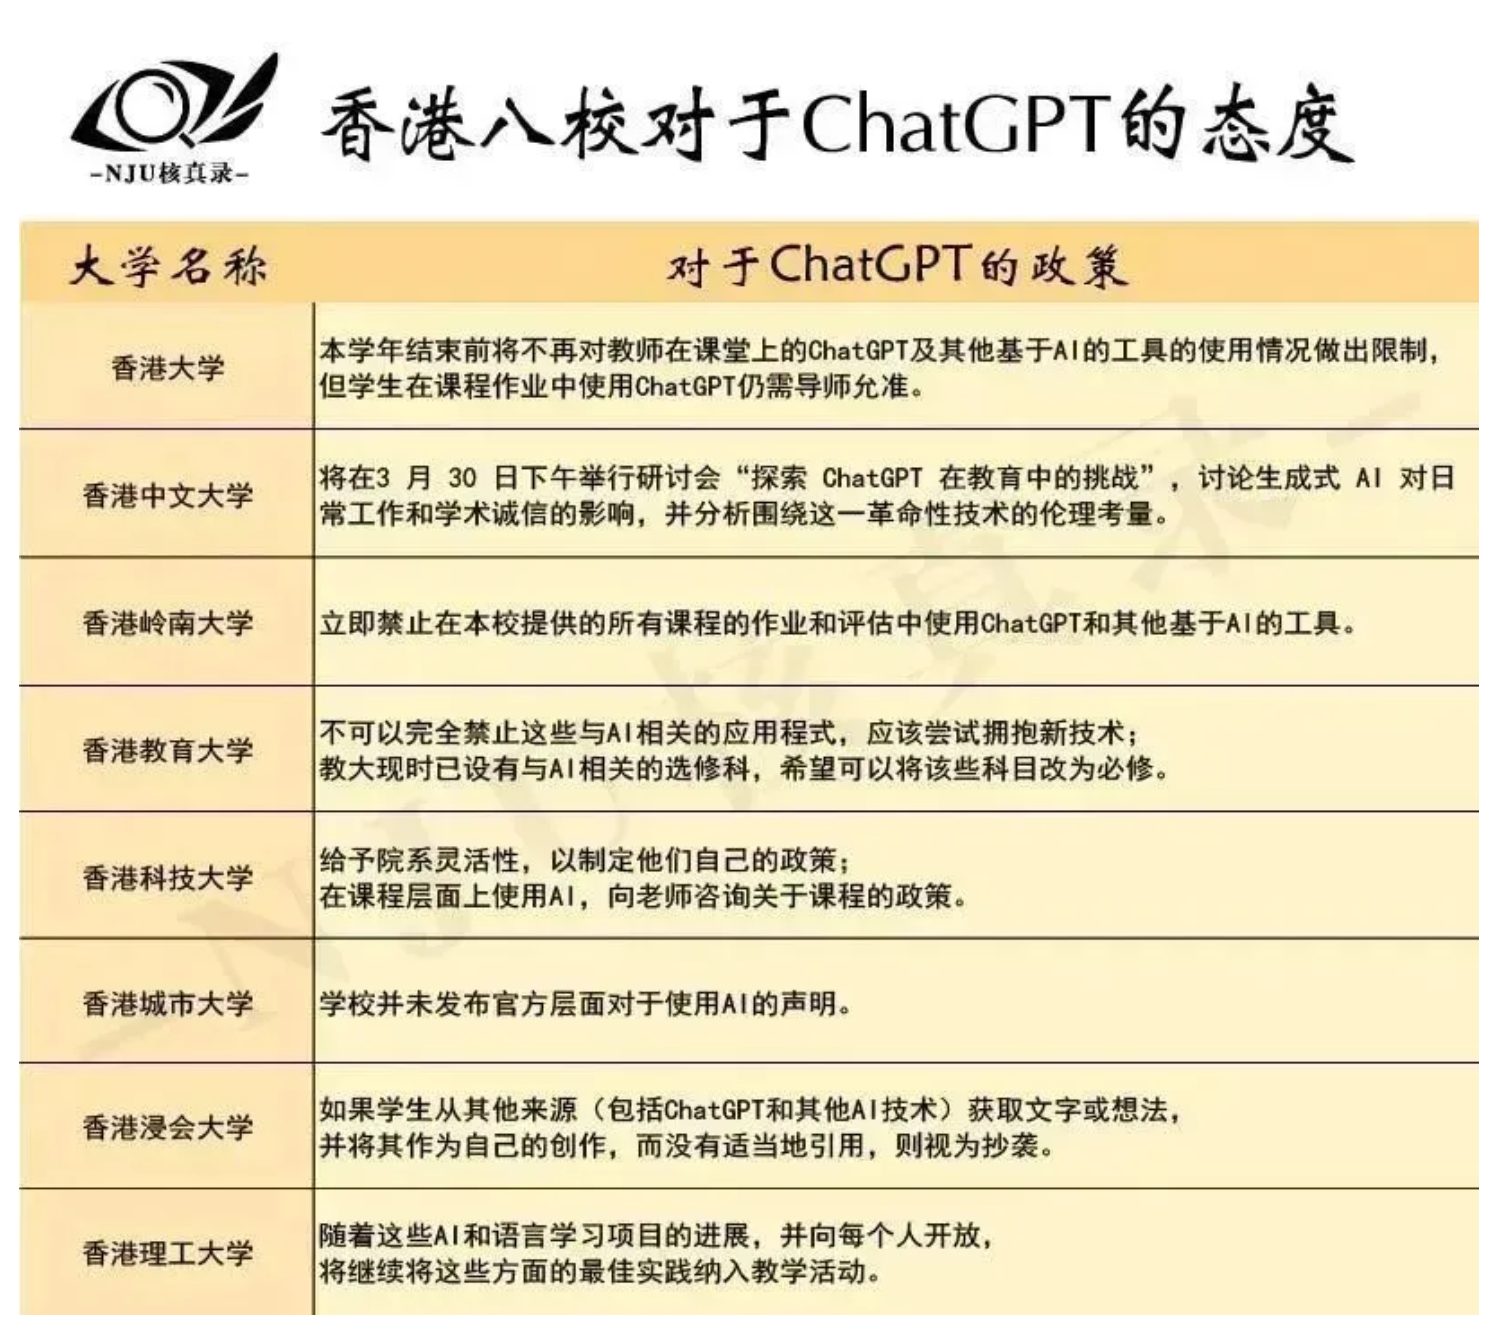 -NJU核真录-
香港八校对于ChatGPT的态度
大学名称
对于ChatGPT的政策
香港大学
本学年结束前将不再对教师在课堂上的ChatGPT及其他基于AI的工具的使用情况做出限制，
但学生在课程作业中使用ChatGPT仍需导师允准。
香港中文大学
将在3 月 30 日下午举行研讨会“探索 ChatGPT 在教育中的挑战”，讨论生成式 AI 对日
常工作和学术诚信的影响，并分析围绕这一革命性技术的伦理考量。
香港岭南大学
立即禁止在本校提供的所有课程的作业和评估中使用ChatGPT和其他基于AI的工具。
香港教育大学
不可以完全禁止这些与AI相关的应用程式，应该尝试拥抱新技术；
教大现时已设有与AI相关的选修科，希望可以将该些科目改为必修。
香港科技大学
给予院系灵活性，以制定他们自己的政策；
在课程层面上使用AI，向老师咨询关于课程的政策。
香港城市大学
学校并未发布官方层面对于使用AI的声明。
香港浸会大学
如果学生从其他来源（包括ChatGPT和其他AI技术）获取文字或想法，
并将其作为自己的创作，而没有适当地引用，则视为抄袭。
香港理工大学
随着这些AI和语言学习项目的进展，并向每个人开放，
将继续将这些方面的最佳实践纳入教学活动。
-NJU核真录-